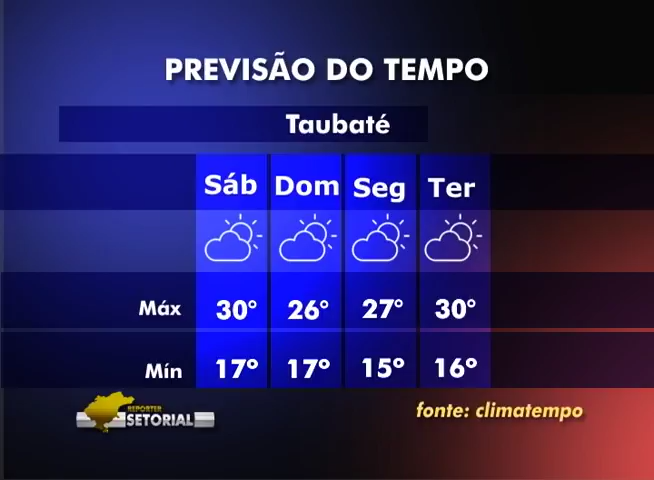 PREVISÃO DO TEMPO
Taubaté
Sáb Dom Seg Ter
Máx 30° 26° 27° 30°
Mín 17° 17° 15° 16°
REPORTER
SETORIAL
fonte: climatempo